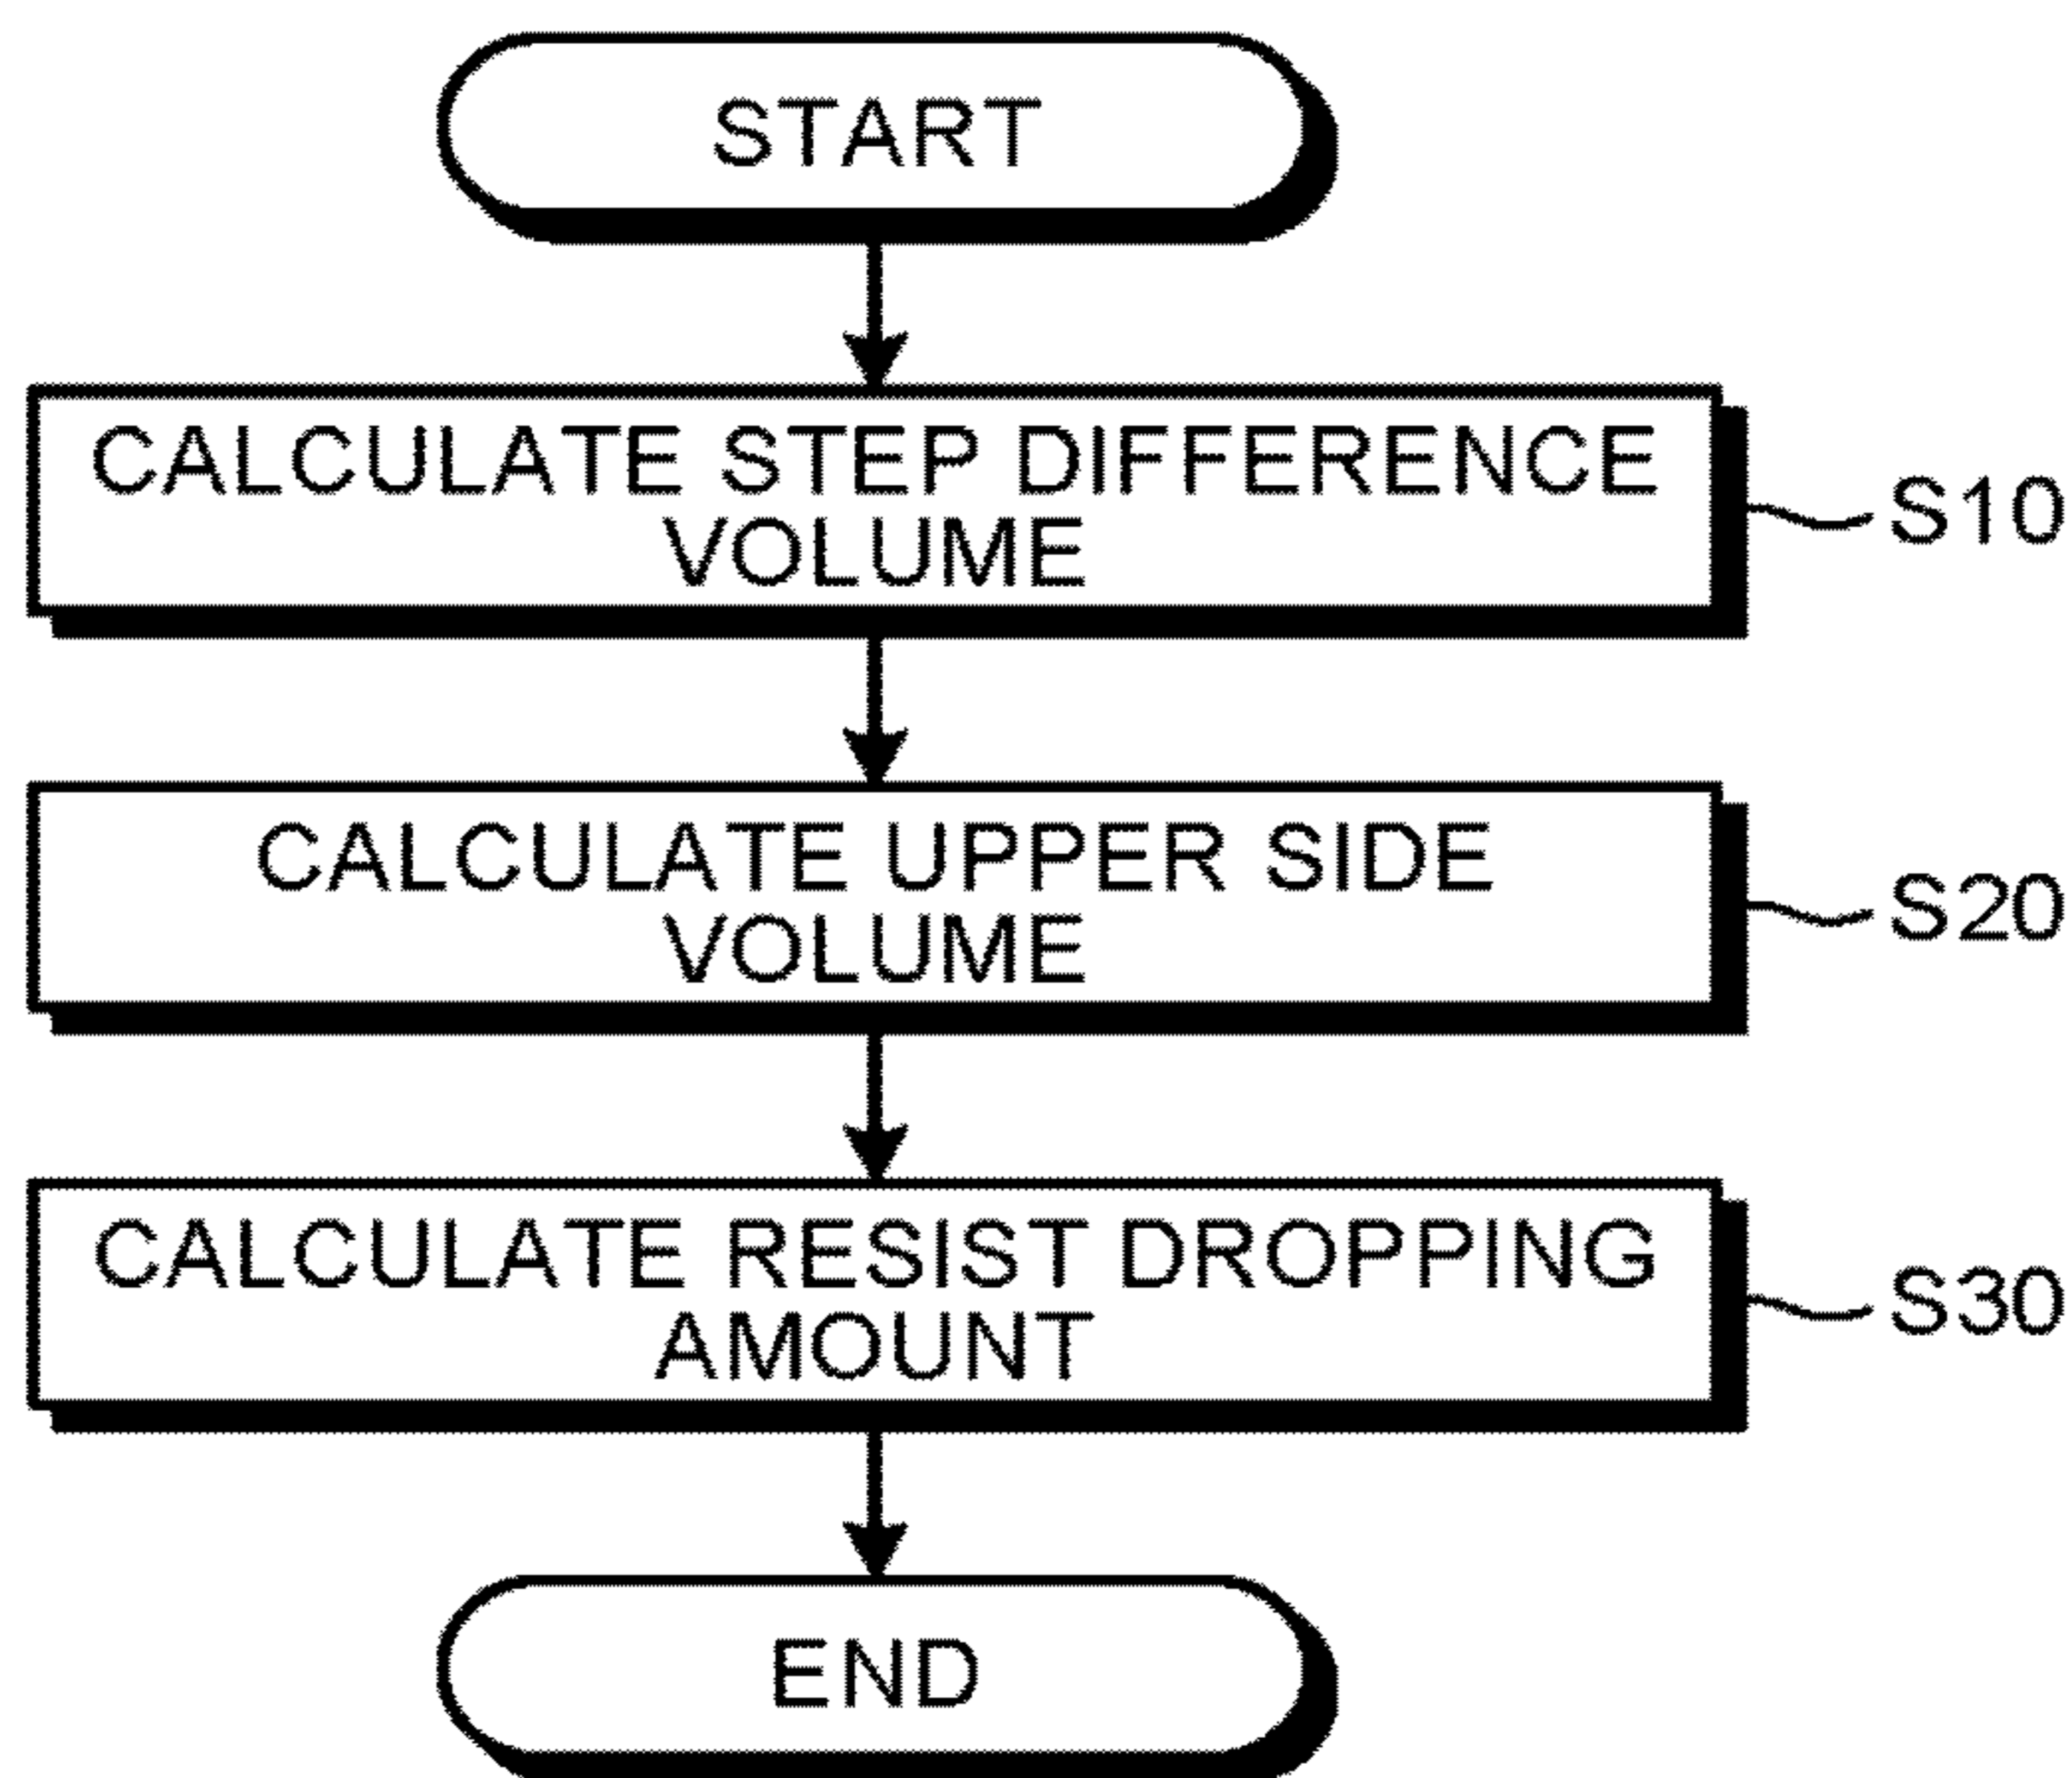 START
CALCULATE STEP DIFFERENCE
VOLUME
S10
CALCULATE UPPER SIDE
VOLUME
S20
CALCULATE RESIST DROPPING
AMOUNT
S30
END